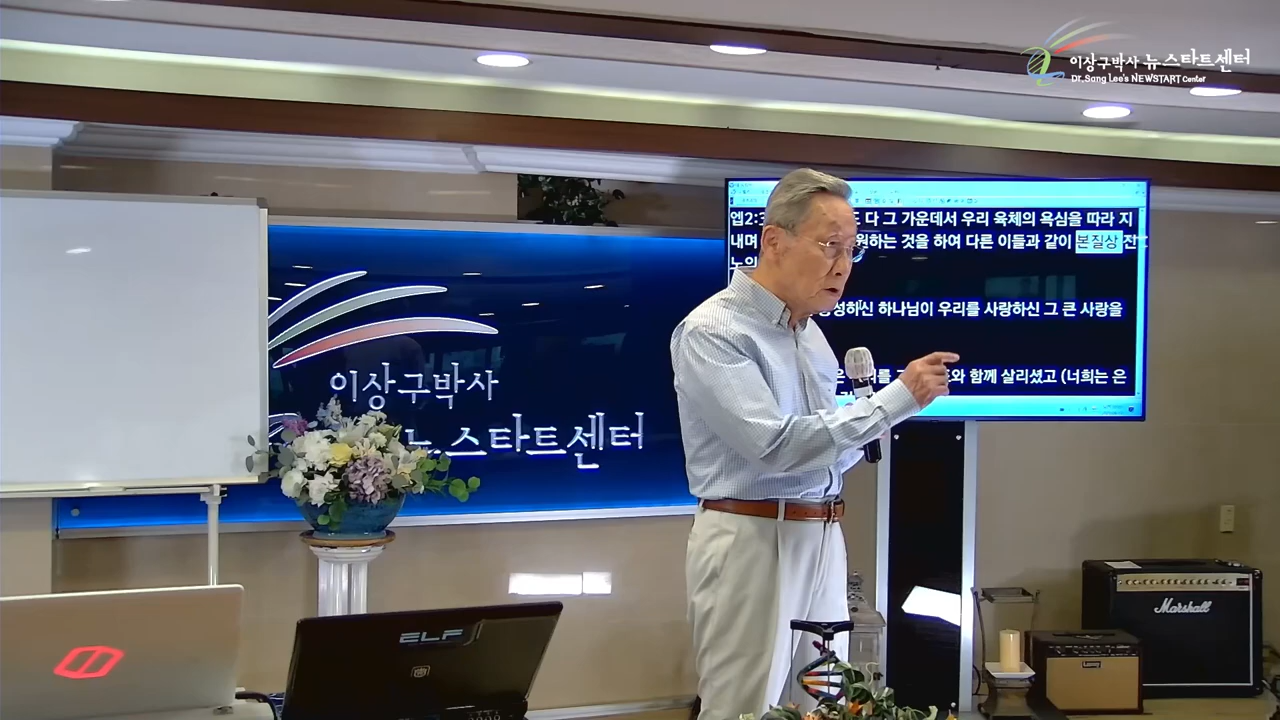 이상구박사 뉴스타트센터
Dr.Sang Lee's NEWSTART Center
엡2:3 다 그 가운데서 우리 육체의 욕심을 따라 지
내며 원하는 것을 하여 다른 이들과 같이 본질상
노의
하신 하나님이 우리를 사랑하신 그 큰 사랑을
함께 살리셨고 (너희는 은
이상구박사
뉴스타트센터
ELF
Marshall
Laney